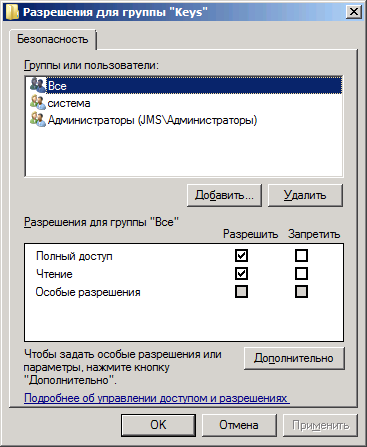 Разрешения для группы "Keys"
Безопасность
Группы или пользователи:
Все
система
Администраторы (JMS\Администраторы)
Добавить... Удалить
Разрешения для группы "Все" Разрешить Запретить
Полный доступ
Чтение
Особые разрешения
Чтобы задать особые разрешения или
параметры, нажмите кнопку
"Дополнительно".
Дополнительно
Подробнее об управлении доступом и разрешениях
OK Отмена Применить